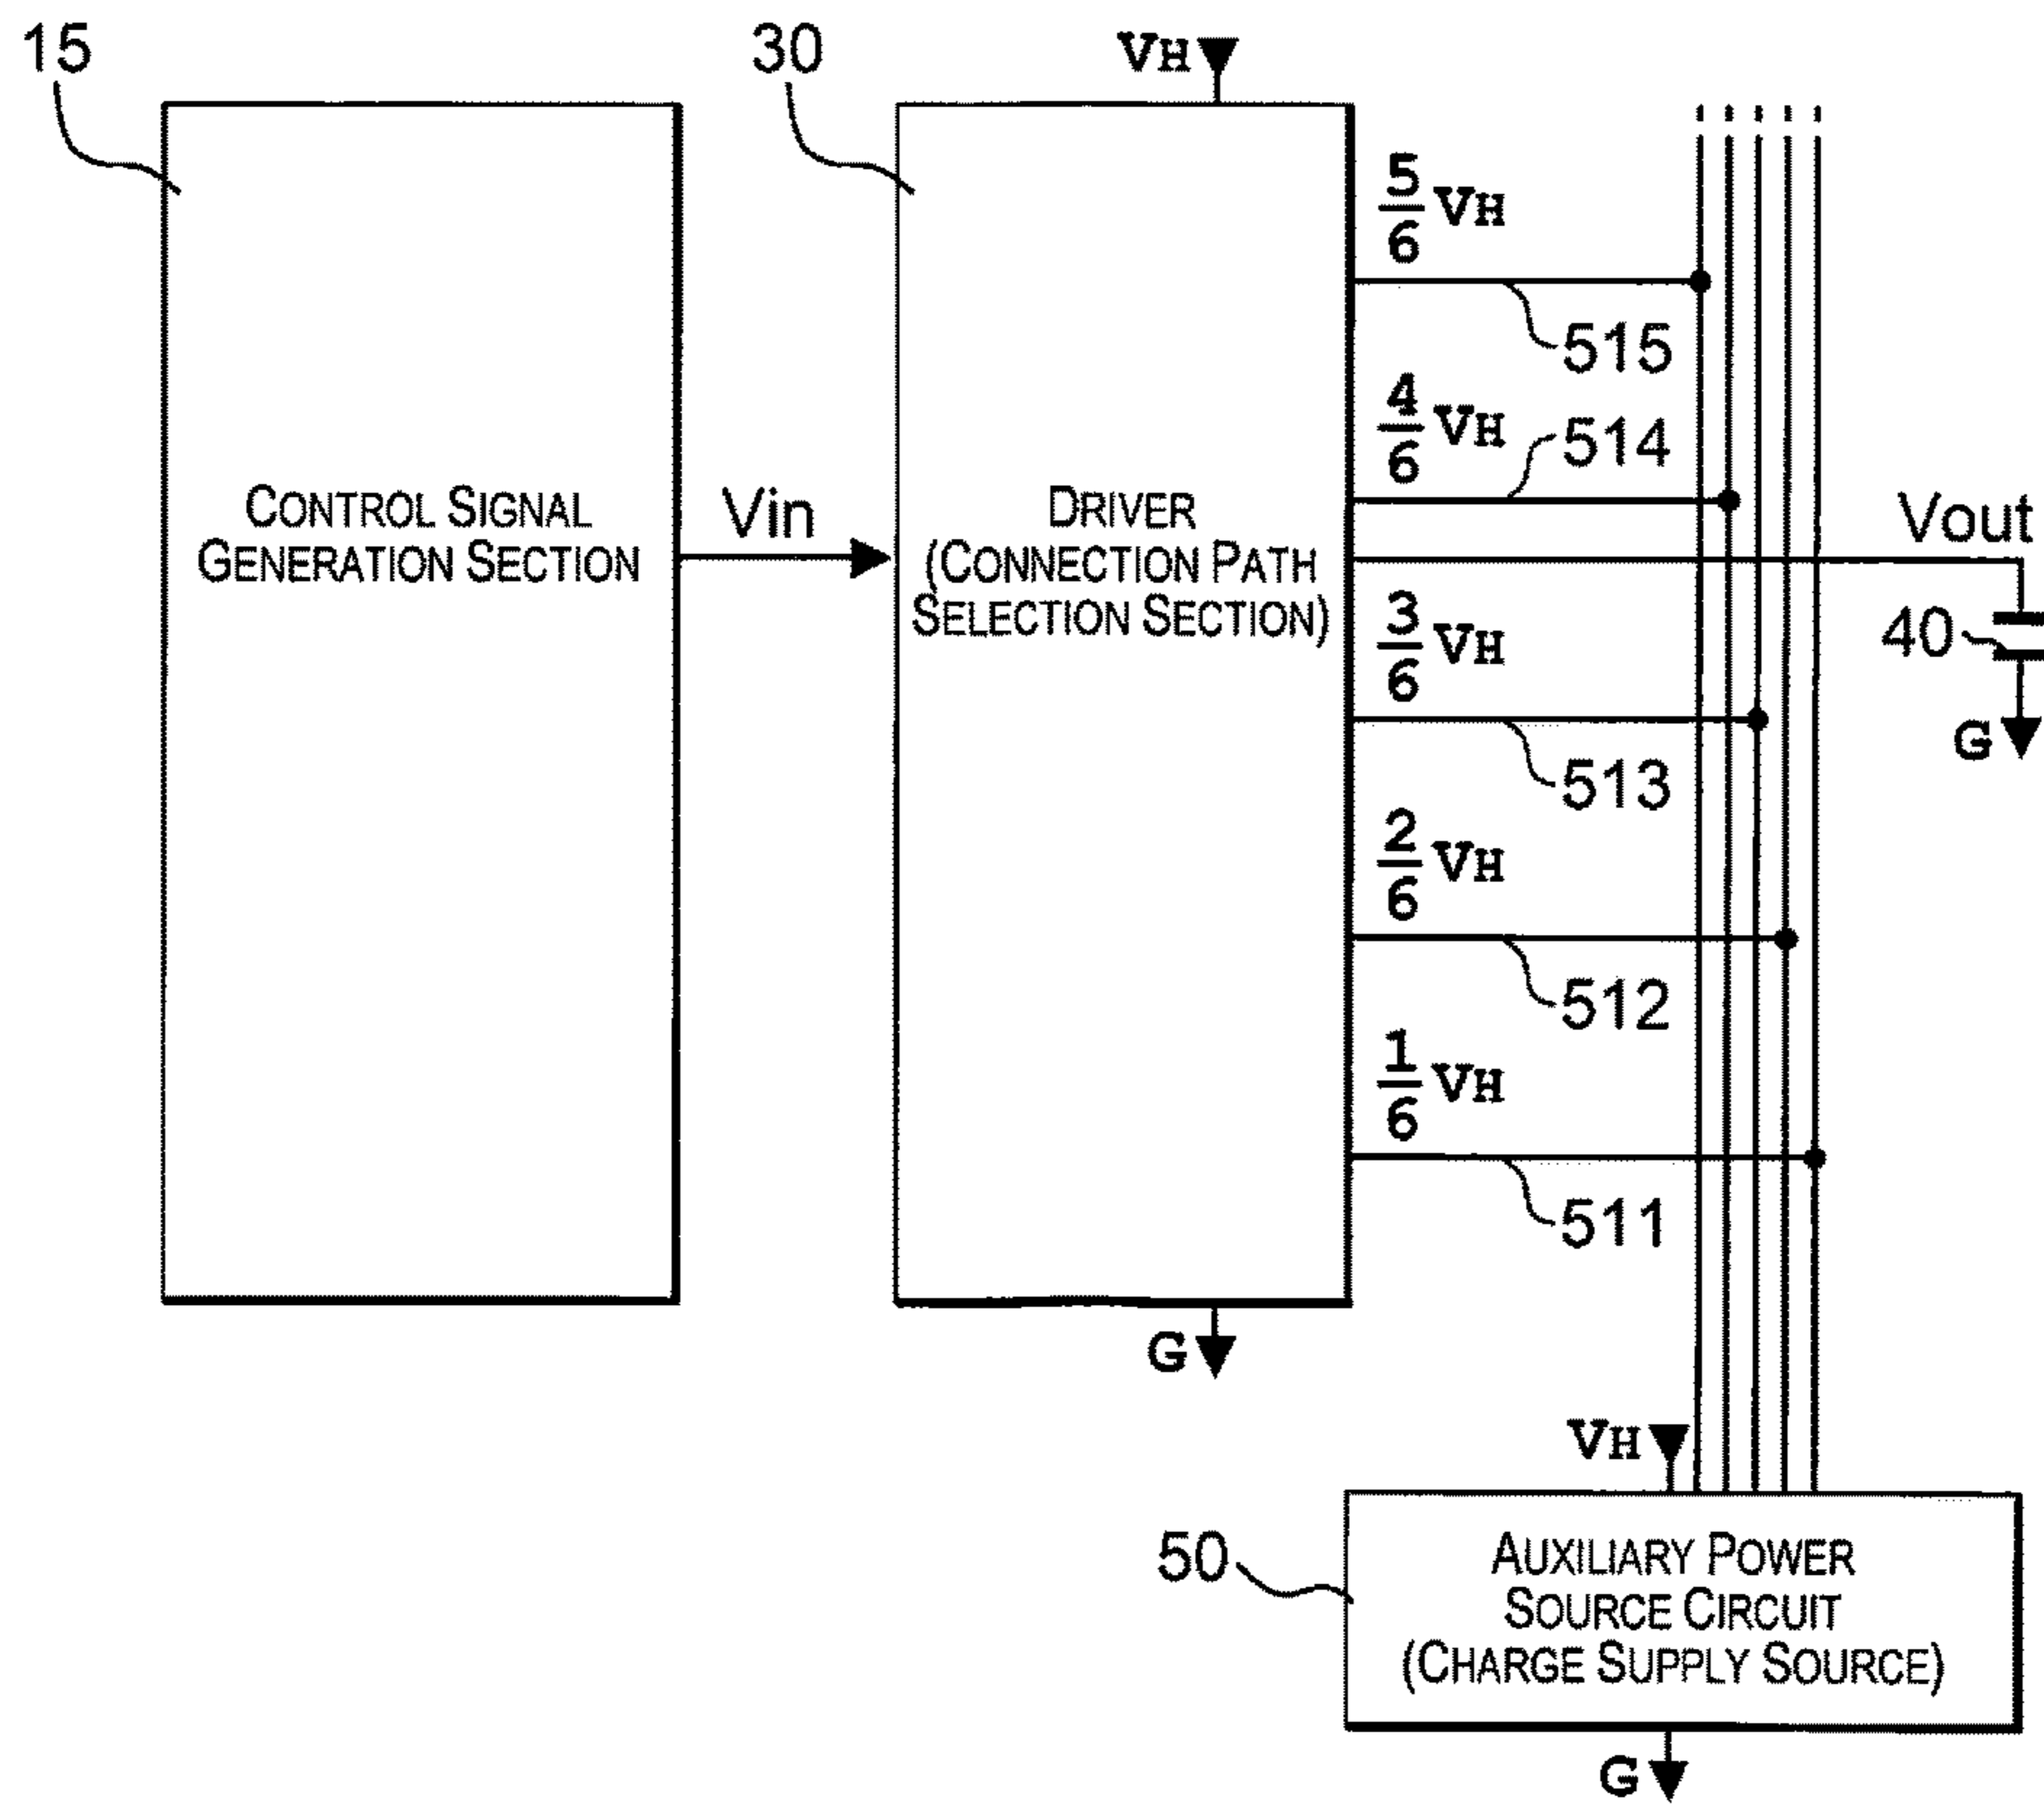 15
30
VH
5/6 VH
515
4/6 VH
514
CONTROL SIGNAL
GENERATION SECTION
Vin
DRIVER
(CONNECTION PATH
SELECTION SECTION)
Vout
3/6 VH
40
G
513
2/6 VH
512
1/6 VH
511
G
VH
50
AUXILIARY POWER
SOURCE CIRCUIT
(CHARGE SUPPLY SOURCE)
G